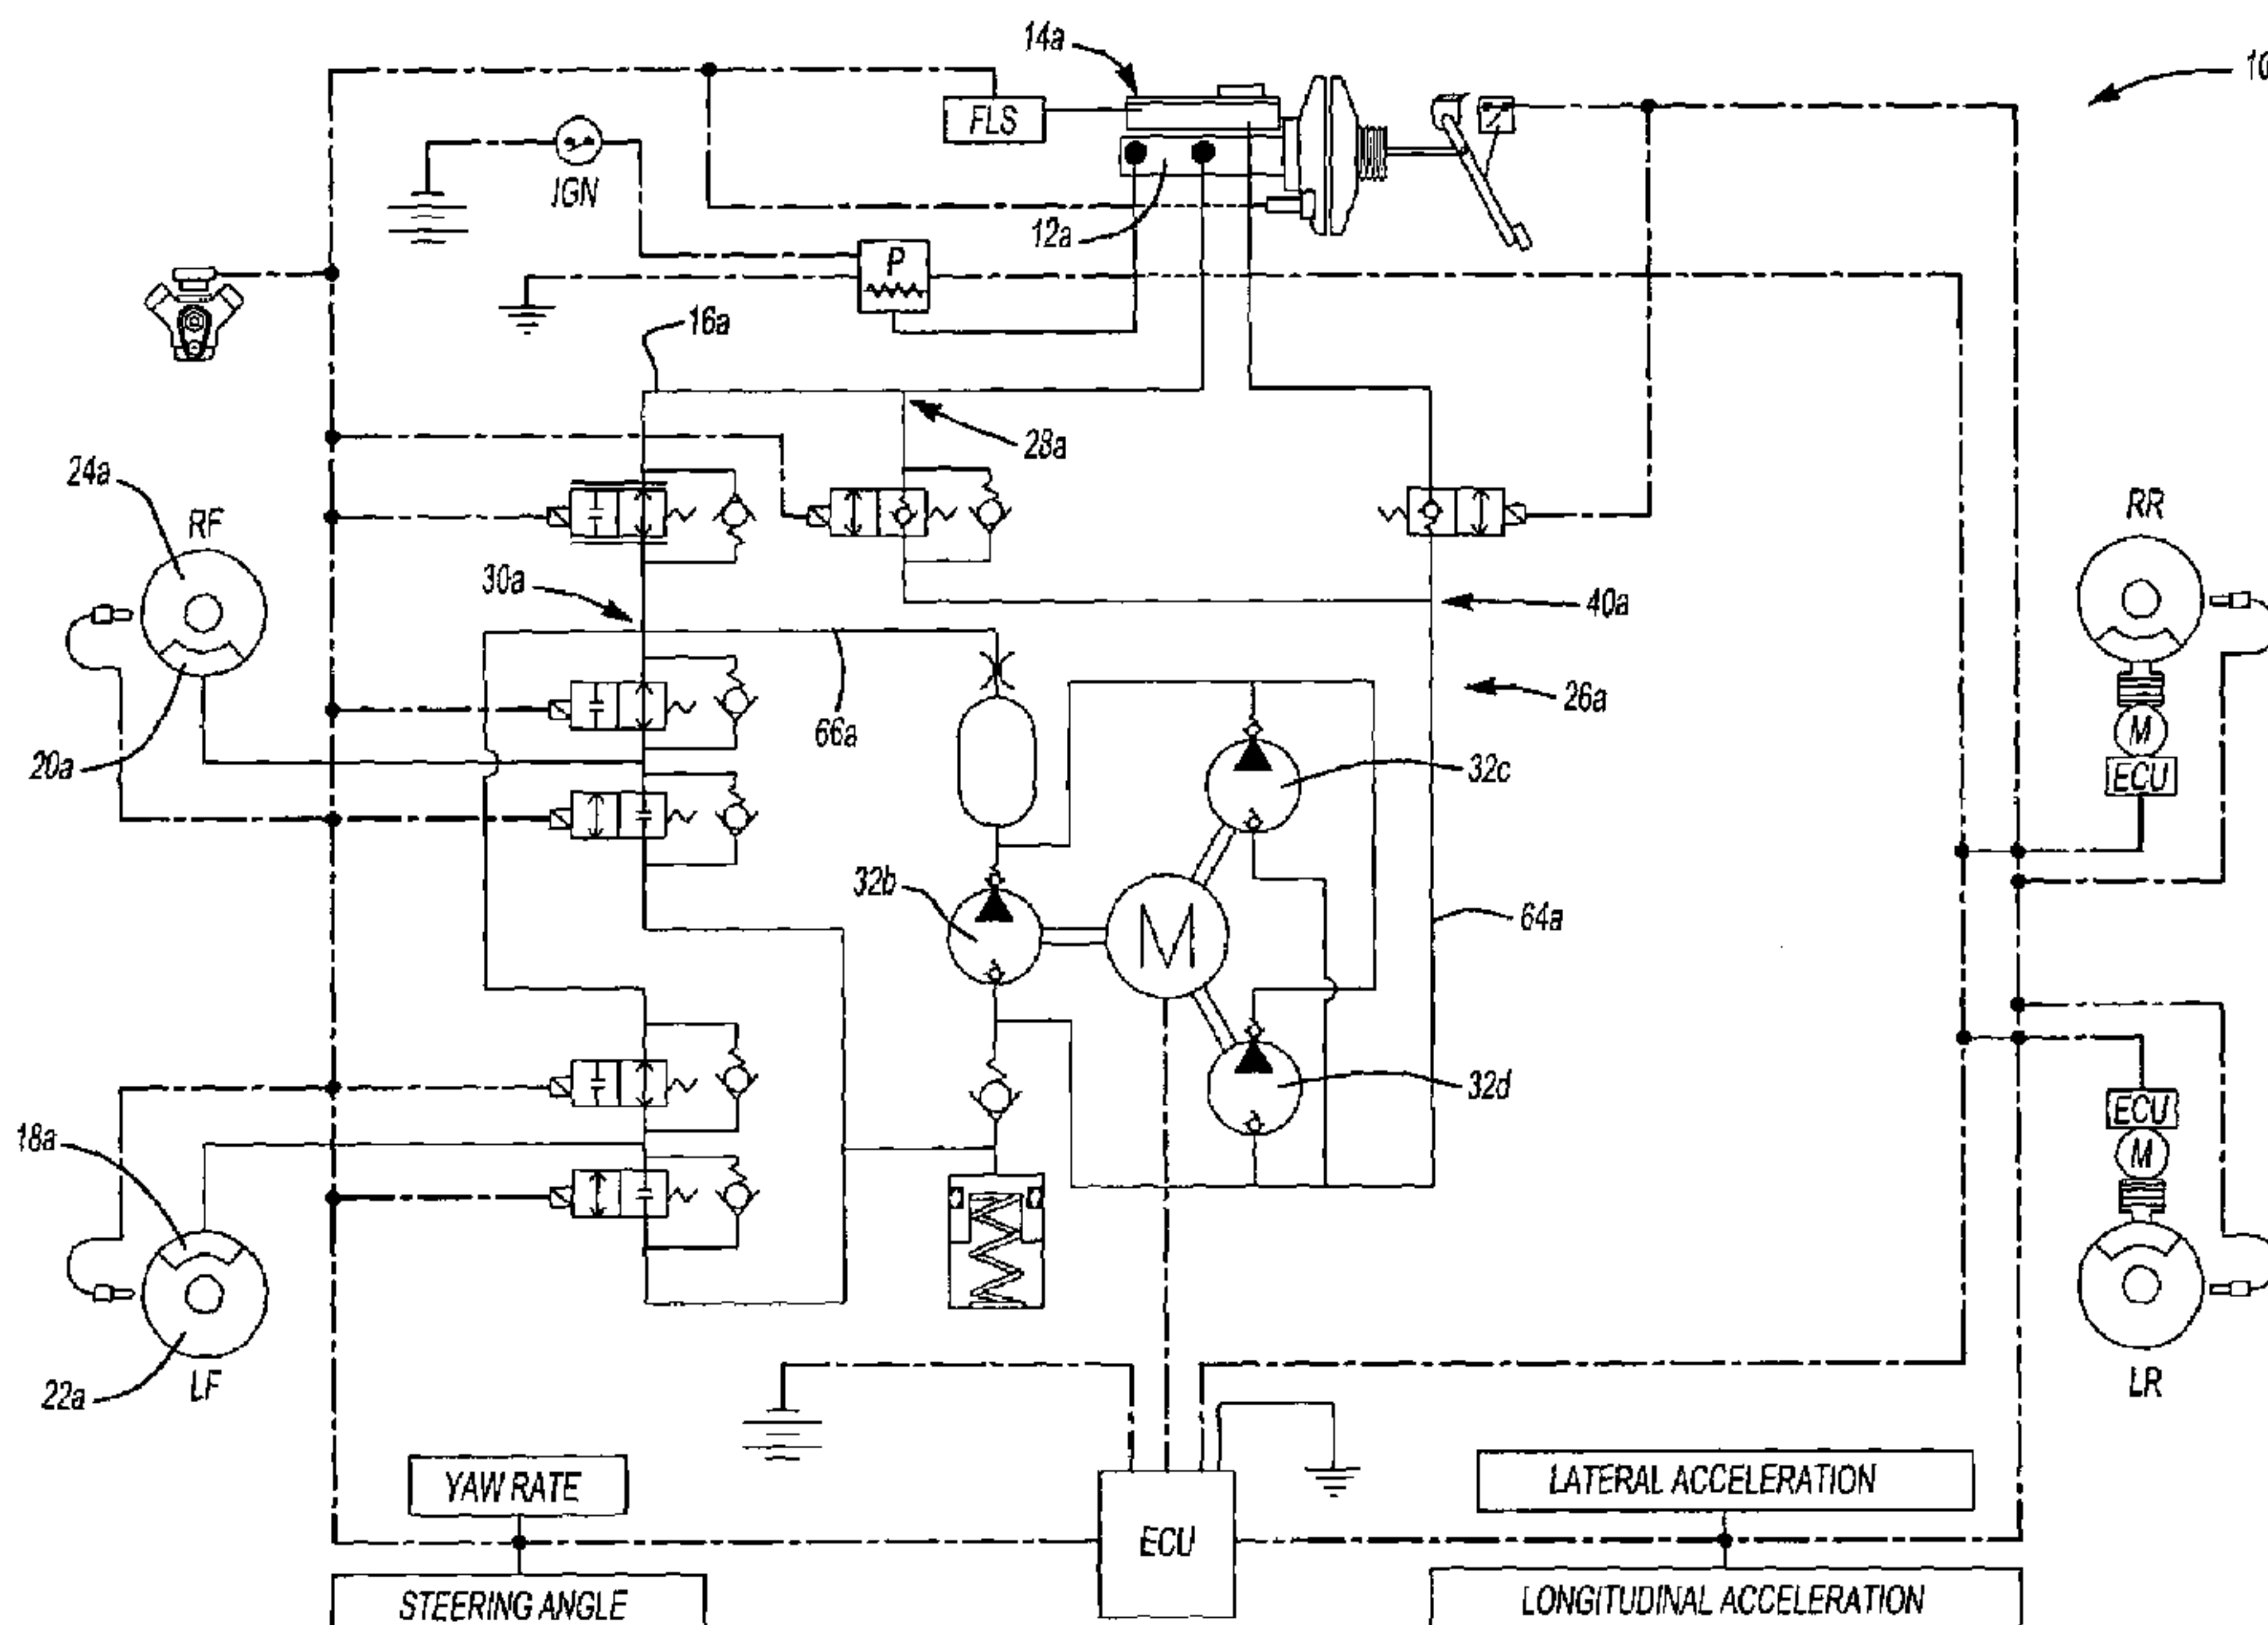 14a
10
FLS
IGN
12a
P
16a
28a
24a
RF
RR
30a
40a
26a
66a
20a
32c
M
ECU
32b
M
64a
32d
ECU
18a
M
LF
22a
LR
YAW RATE
LATERAL ACCELERATION
ECU
STEERING ANGLE
LONGITUDINAL ACCELERATION